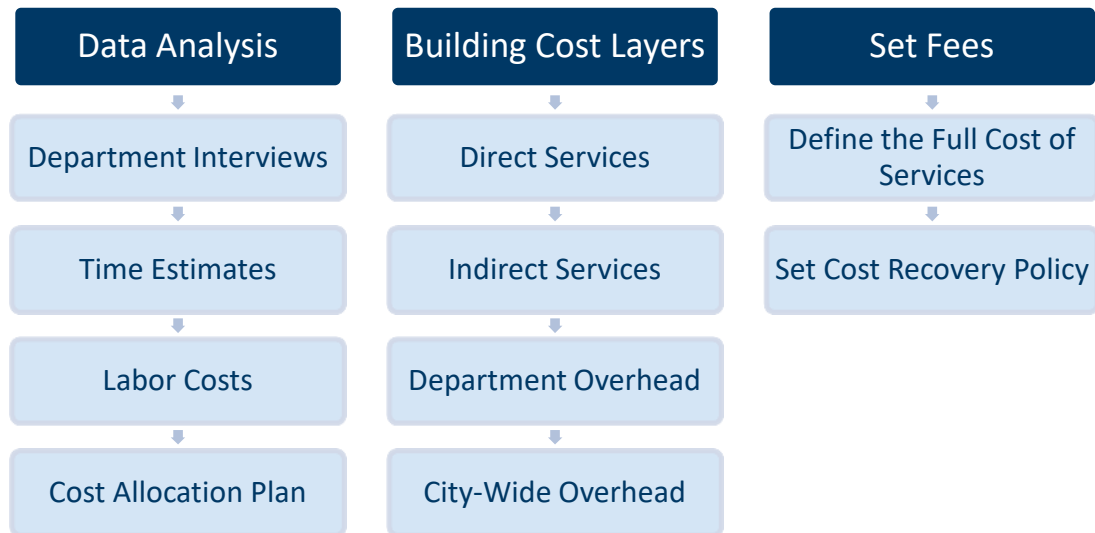 Data Analysis
Department Interviews
Time Estimates
Labor Costs
Cost Allocation Plan
Building Cost Layers
Direct Services
Indirect Services
Department Overhead
City-Wide Overhead
Set Fees
Define the Full Cost of
Services
Set Cost Recovery Policy